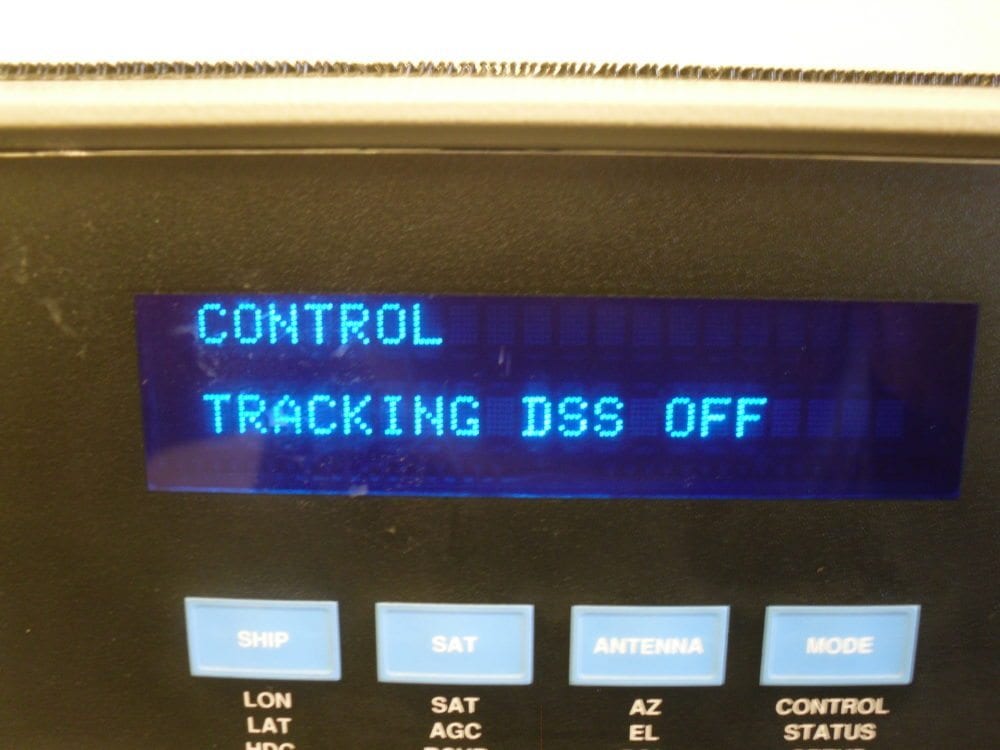 CONTROL
TRACKING DSS OFF
SHIP SAT ANTENNA MODE
LON SAT AZ CONTROL
LAT AGC EL STATUS